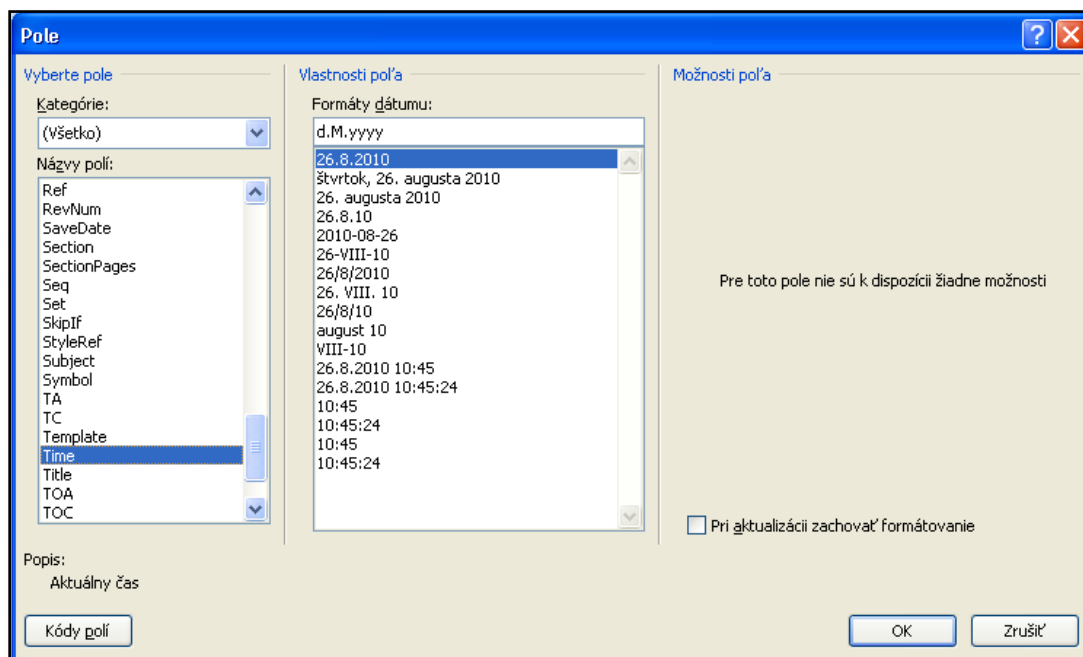 Pole
Vyberte pole
Kategórie:
(Všetko)
Názvy polí:
Ref
RevNum
SaveDate
Section
SectionPages
Seq
Set
SkipIf
StyleRef
Subject
Symbol
TA
TC
Template
Time
Title
TOA
TOC
Vlastnosti poľa
Formáty dátumu:
d.M.yyyy
26.8.2010
štvrtok, 26. augusta 2010
26. augusta 2010
26.8.10
2010-08-26
26-VIII-10
26/8/2010
26. VIII. 10
26/8/10
august 10
VIII-10
26.8.2010 10:45
26.8.2010 10:45:24
10:45
10:45:24
10:45
10:45:24
Možnosti poľa
Pre toto pole nie sú k dispozícii žiadne možnosti
Pri aktualizácii zachovať formátovanie
Popis:
Aktuálny čas
Kódy polí
OK
Zrušiť